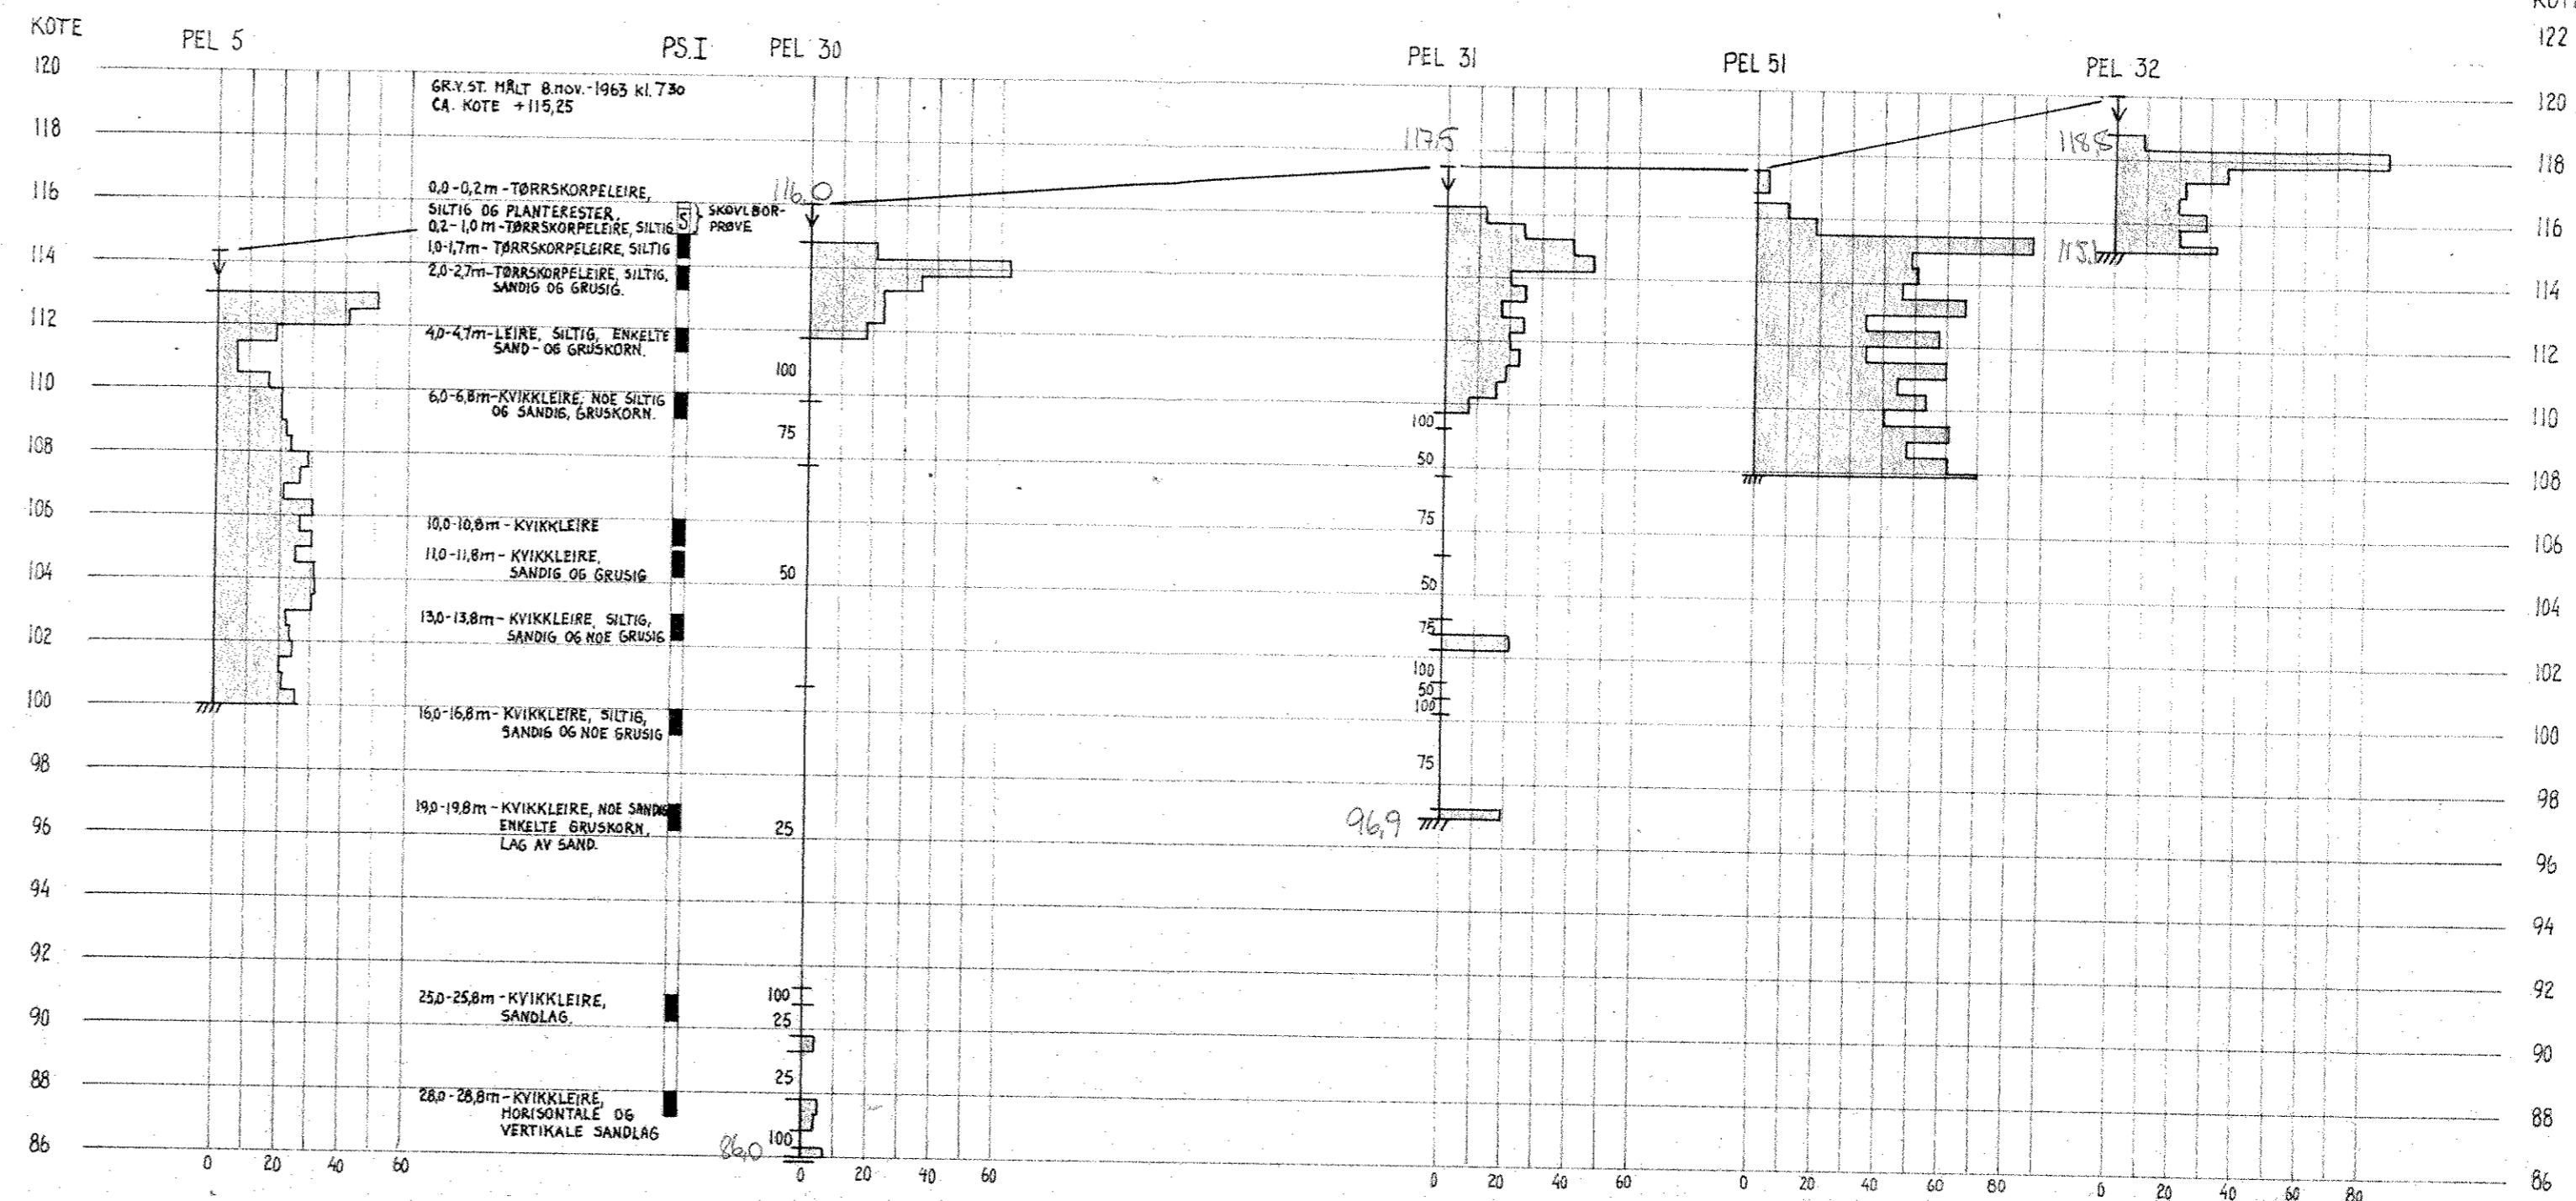 KOTE
PEL 5
PS.I
PEL 30
PEL 31
PEL 51
PEL 32
KOTE
122
120
118
116
114
112
110
108
106
104
102
100
98
96
94
92
90
88
86
GR.V.ST. MÅLT 8.nov.-1963 kl.730
CA. KOTE +115,25
0,0-0,2m-TØRRSKORPELEIRE,
SILTIG OG PLANTERESTER.
0,2-1,0m-TØRRSKORPELEIRE, SILTIG
S
SKOVLBOR-
PRØVE
1,0-1,7m-TØRRSKORPELEIRE, SILTIG
2,0-2,7m-TØRRSKORPELEIRE, SILTIG,
SANDIG OG GRUSIG.
4,0-4,7m-LEIRE, SILTIG, ENKELTE
SAND- OG GRUSKORN.
6,0-6,8m-KVIKKLEIRE, NOE SILTIG
OG SANDIG, GRUSKORN.
10,0-10,8m-KVIKKLEIRE
11,0-11,8m-KVIKKLEIRE,
SANDIG OG GRUSIG
13,0-13,8m-KVIKKLEIRE, SILTIG,
SANDIG OG NOE GRUSIG
16,0-16,8m-KVIKKLEIRE, SILTIG,
SANDIG OG NOE GRUSIG
19,0-19,8m-KVIKKLEIRE, NOE SANDIG
ENKELTE GRUSKORN,
LAG AV SAND.
25,0-25,8m-KVIKKLEIRE,
SANDLAG.
28,0-28,8m-KVIKKLEIRE,
HORISONTALE OG
VERTIKALE SANDLAG
0 20 40 60
116,0
100
75
50
25
100
25
25
100
86,0
0 20 40 60
117,5
100
50
75
50
75
100
50
100
75
96,9
0 20 40 60
0 20 40 60 80
118,8
0 20 40 60 80
120
118
116
114
112
110
108
106
104
102
100
98
96
94
92
90
88
86